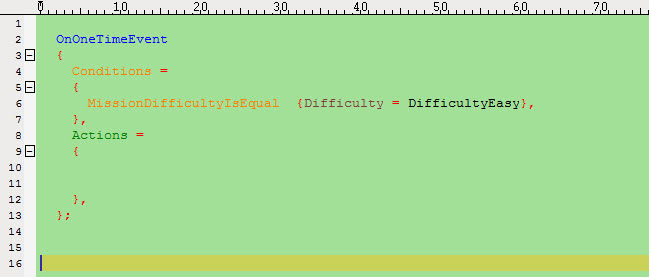 0 10 20 30 40 50 60 70
1
2 OnOneTimeEvent
3 {
4 Conditions =
5 {
6 MissionDifficultyIsEqual {Difficulty = DifficultyEasy},
7 },
8 Actions =
9 {
10
11
12 },
13 };
14
15
16